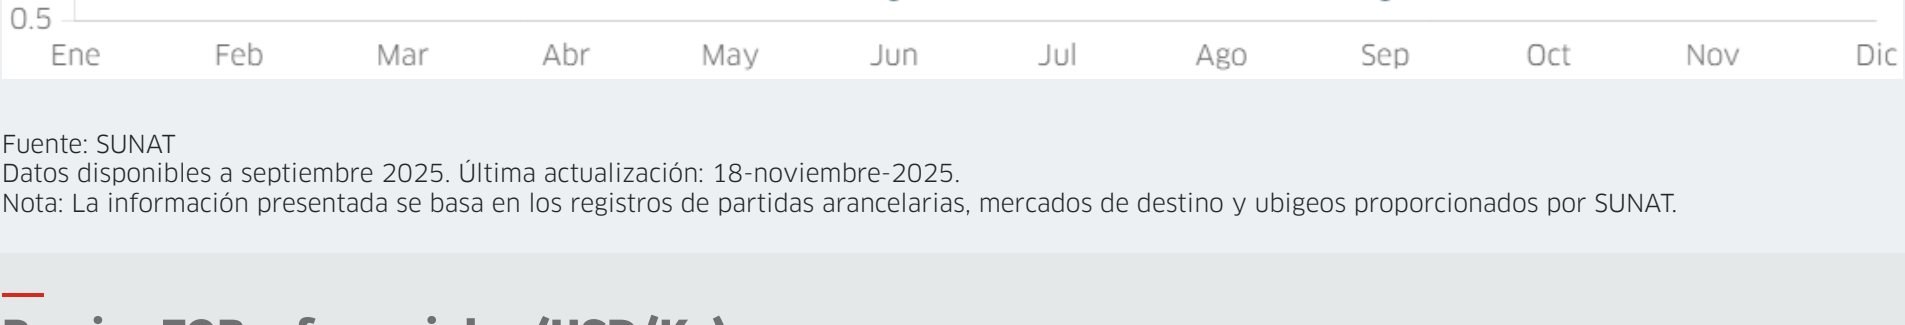 0.5
Ene Feb Mar Abr May Jun Jul Ago Sep Oct Nov Dic
Fuente: SUNAT
Datos disponibles a septiembre 2025. Última actualización: 18-noviembre-2025.
Nota: La información presentada se basa en los registros de partidas arancelarias, mercados de destino y ubigeos proporcionados por SUNAT.